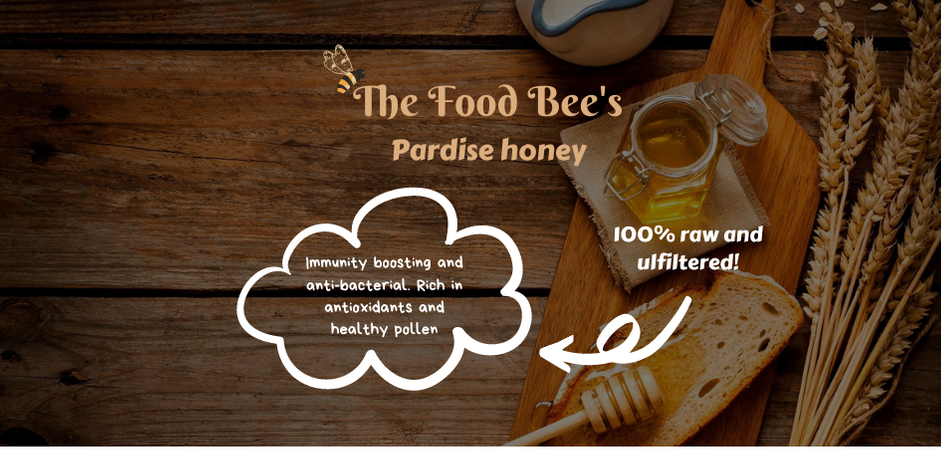 The Food Bee's
Pardise honey
100% raw and
ulfiltered!
Immunity boosting and
anti-bacterial. Rich in
antioxidants and
healthy pollen